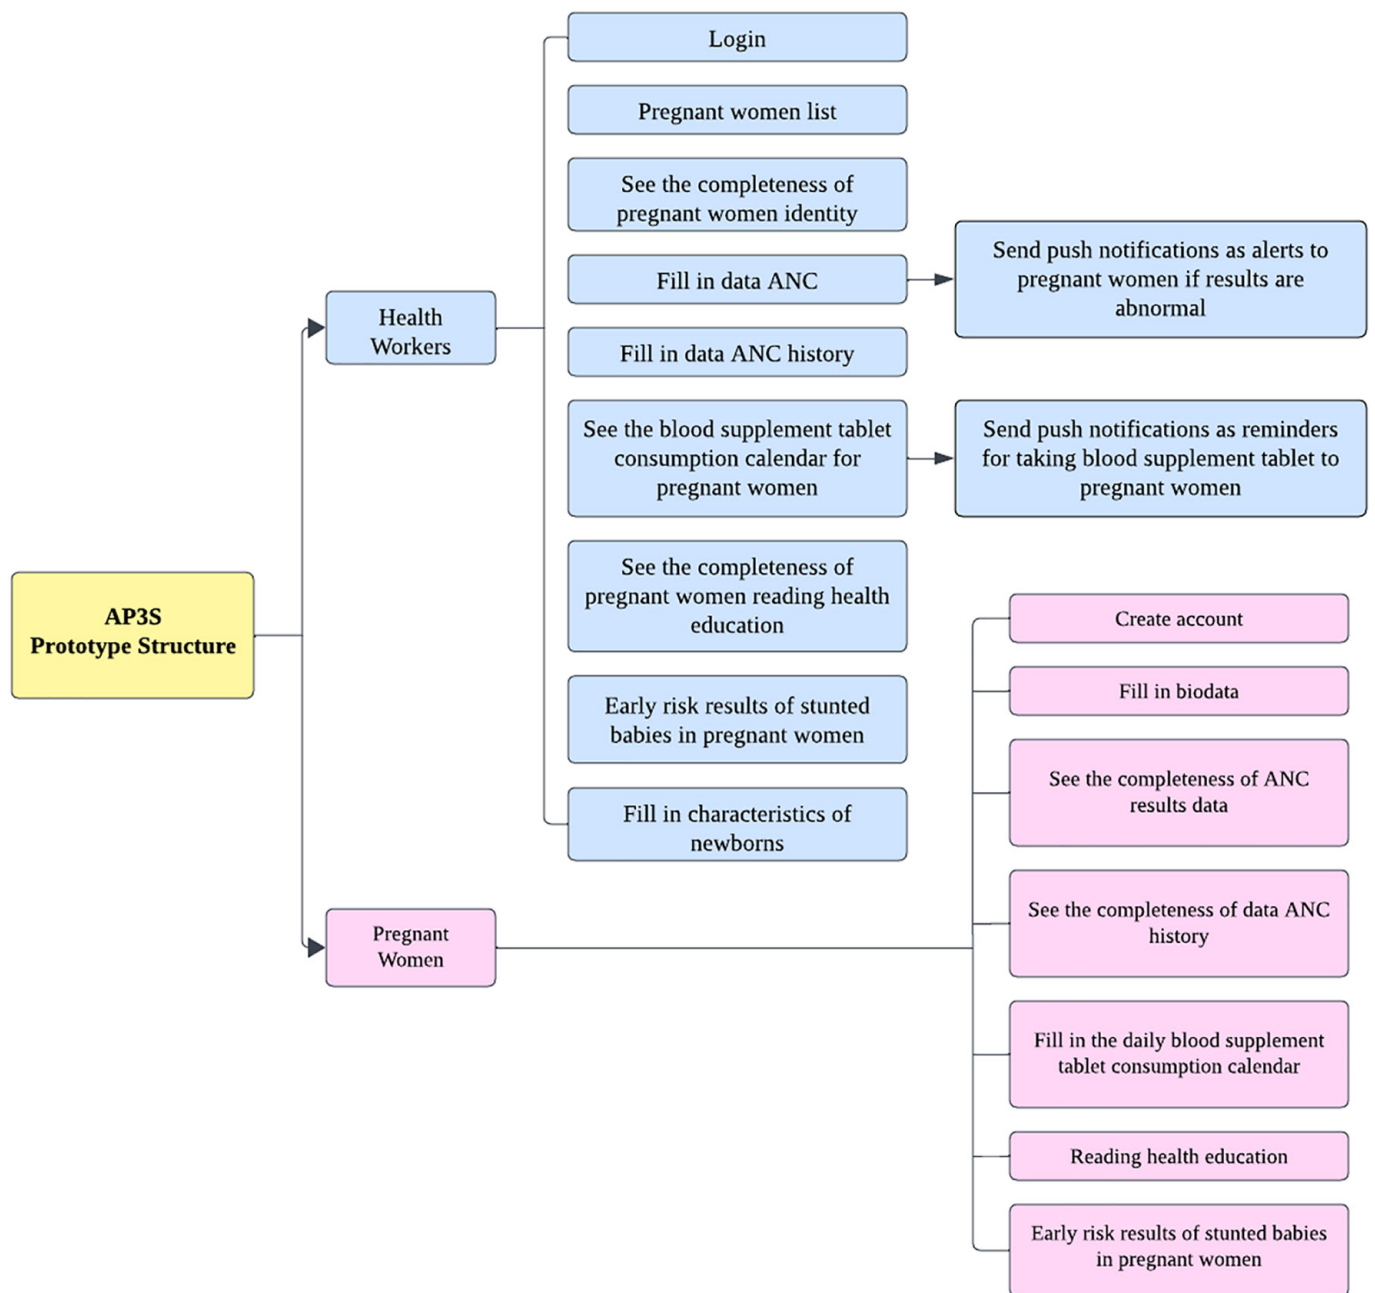 AP3S
Prototype Structure
Health
Workers
Login
Pregnant women list
See the completeness of
pregnant women identity
Fill in data ANC
Send push notifications as alerts to
pregnant women if results are
abnormal
Fill in data ANC history
See the blood supplement tablet
consumption calendar for
pregnant women
Send push notifications as reminders
for taking blood supplement tablet to
pregnant women
See the completeness of
pregnant women reading health
education
Early risk results of stunted
babies in pregnant women
Fill in characteristics of
newborns
Pregnant
Women
Create account
Fill in biodata
See the completeness of ANC
results data
See the completeness of data ANC
history
Fill in the daily blood supplement
tablet consumption calendar
Reading health education
Early risk results of stunted babies
in pregnant women